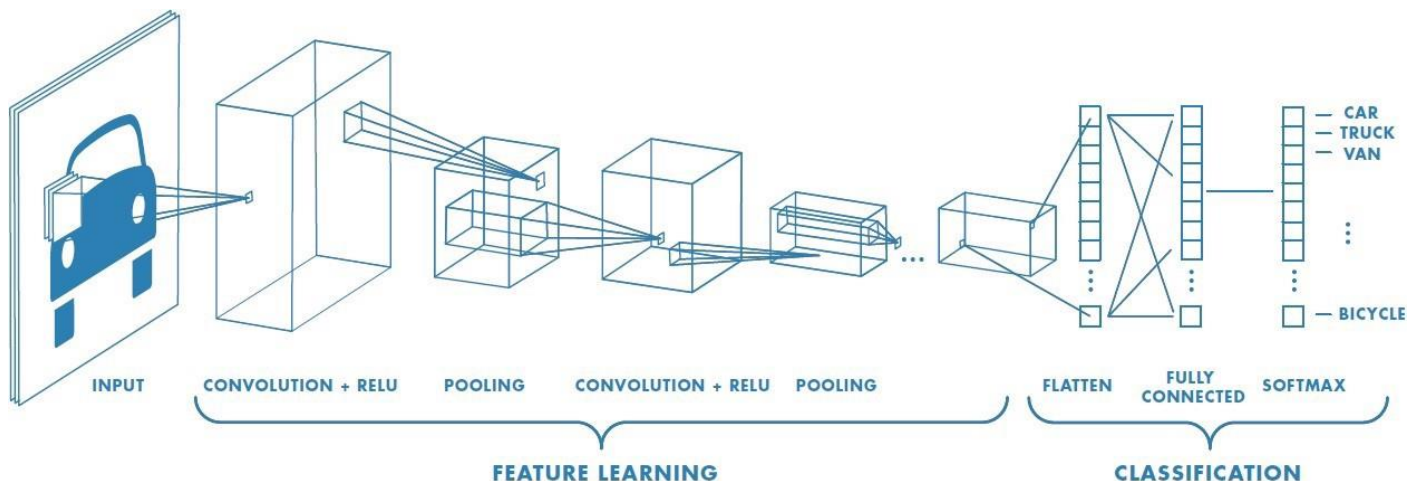 CAR
TRUCK
VAN
BICYCLE
INPUT
CONVOLUTION + RELU
POOLING
CONVOLUTION + RELU
POOLING
FLATTEN
FULLY
CONNECTED
SOFTMAX
FEATURE LEARNING
CLASSIFICATION